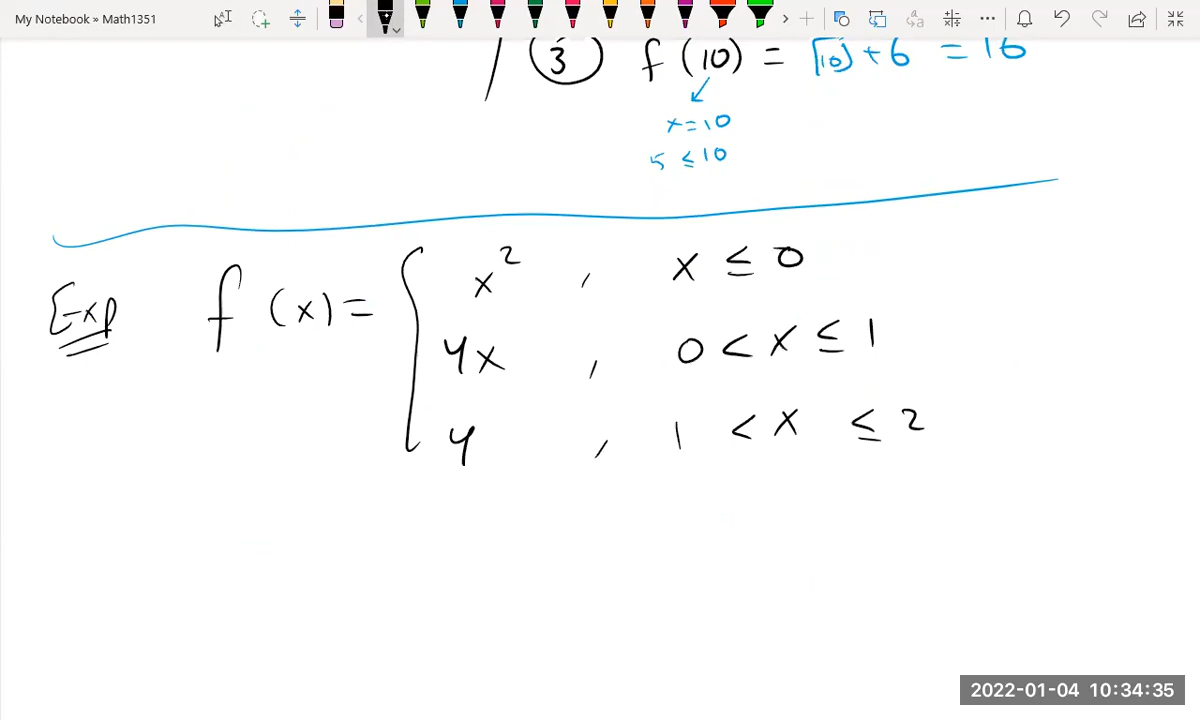 My Notebook » Math1351
③ f(10) = [10] + 6 = 16
x=10
5 ≤ 10
Exp f(x) = { x², x ≤ 0
4x, 0 < x ≤ 1
4, 1 < x ≤ 2
2022-01-04 10:34:35